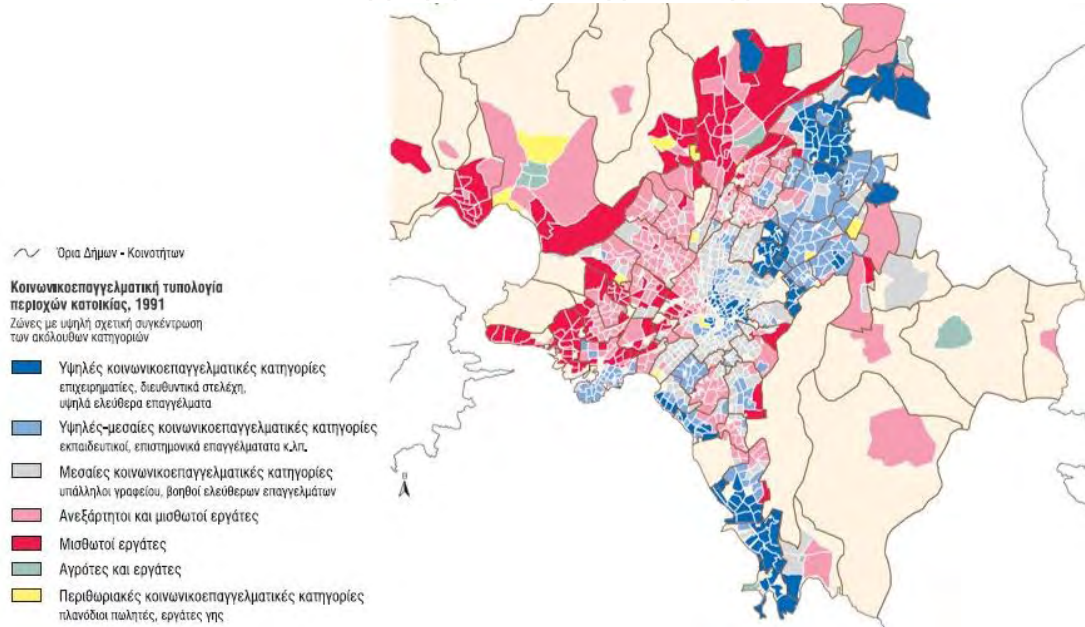 Όρια Δήμων - Κοινοτήτων
Κοινωνικοεπαγγελματική τυπολογία
περιοχών κατοικίας, 1991
Ζώνες με υψηλή σχετική συγκέντρωση
των ακόλουθων κατηγοριών
Υψηλές κοινωνικοεπαγγελματικές κατηγορίες
επιχειρηματίες, διευθυντικά στελέχη,
υψηλά ελεύθερα επαγγέλματα
Υψηλές-μεσαίες κοινωνικοεπαγγελματικές κατηγορίες
εκπαιδευτικοί, επιστημονικά επαγγέλματατα κ.λπ.
Μεσαίες κοινωνικοεπαγγελματικές κατηγορίες
υπάλληλοι γραφείου, βοηθοί ελεύθερων επαγγελμάτων
Ανεξάρτητοι και μισθωτοί εργάτες
Μισθωτοί εργάτες
Αγρότες και εργάτες
Περιθωριακές κοινωνικοεπαγγελματικές κατηγορίες
πλανόδιοι πωλητές, εργάτες γης